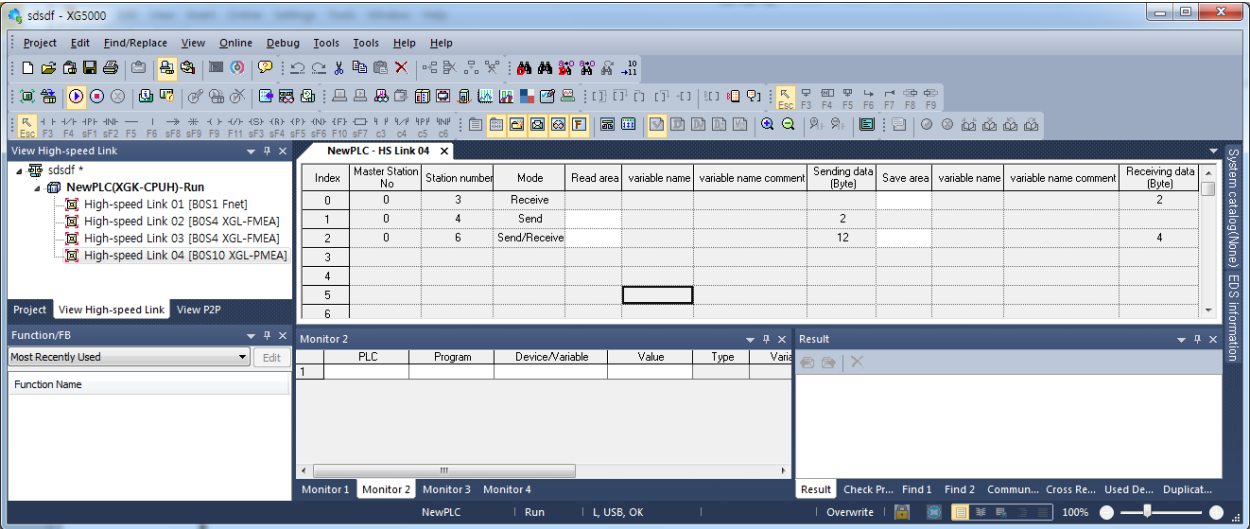 sdsdf - XG5000
Project Edit Find/Replace View Online Debug Tools Tools Help Help
Esc F3 F4 F5 F6 F7 F8 F9
Esc F3 F4 sF1 sF2 F5 F6 sF8 sF9 F9 F11 sF3 sF4 sF5 sF6 F10 sF7 c3 c4 c5 c6
View High-speed Link
sdsdf *
NewPLC(XGK-CPUH)-Run
High-speed Link 01 [B0S1 Fnet]
High-speed Link 02 [B0S4 XGL-FMEA]
High-speed Link 03 [B0S4 XGL-FMEA]
High-speed Link 04 [B0S10 XGL-PMEA]
Project View High-speed Link View P2P
Function/FB
Most Recently Used Edit
Function Name
NewPLC - HS Link 04
Index Master Station No Station number Mode Read area variable name variable name comment Sending data (Byte) Save area variable name variable name comment Receiving data (Byte)
0 0 3 Receive 2
1 0 4 Send 2
2 0 6 Send/Receive 12 4
3
4
5
6
Monitor 2
PLC Program Device/Variable Value Type Varia
1
Monitor 1 Monitor 2 Monitor 3 Monitor 4
Result
Result Check Pr... Find 1 Find 2 Commun... Cross Re... Used De... Duplicat...
System catalog(None)
EDS information
NewPLC Run L, USB, OK Overwrite 100%